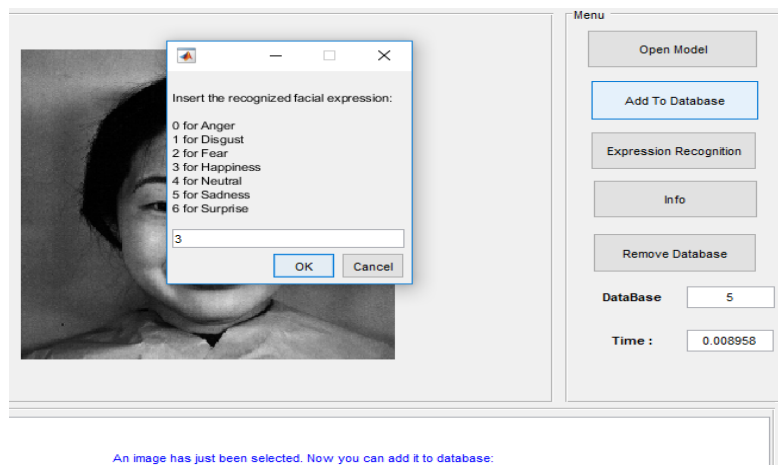 Menu
Open Model
Insert the recognized facial expression:
0 for Anger
1 for Disgust
2 for Fear
3 for Happiness
4 for Neutral
5 for Sadness
6 for Surprise
3
OK Cancel
Add To Database
Expression Recognition
Info
Remove Database
DataBase 5
Time : 0.008958
An image has just been selected. Now you can add it to database: